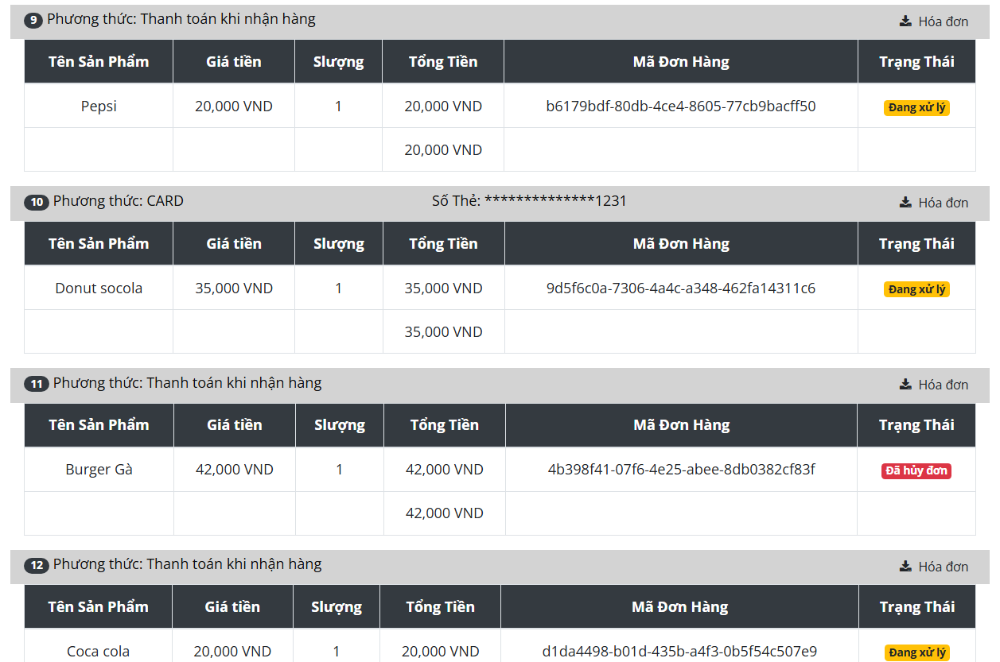 9 Phương thức: Thanh toán khi nhận hàng Hóa đơn
Tên Sản Phẩm Giá tiền Slượng Tổng Tiền Mã Đơn Hàng Trạng Thái
Pepsi 20,000 VND 1 20,000 VND b6179bdf-80db-4ce4-8605-77cb9bacff50 Đang xử lý
20,000 VND
10 Phương thức: CARD Số Thẻ: **************1231 Hóa đơn
Tên Sản Phẩm Giá tiền Slượng Tổng Tiền Mã Đơn Hàng Trạng Thái
Donut socola 35,000 VND 1 35,000 VND 9d5f6c0a-7306-4a4c-a348-462fa14311c6 Đang xử lý
35,000 VND
11 Phương thức: Thanh toán khi nhận hàng Hóa đơn
Tên Sản Phẩm Giá tiền Slượng Tổng Tiền Mã Đơn Hàng Trạng Thái
Burger Gà 42,000 VND 1 42,000 VND 4b398f41-07f6-4e25-abee-8db0382cf83f Đã hủy đơn
42,000 VND
12 Phương thức: Thanh toán khi nhận hàng Hóa đơn
Tên Sản Phẩm Giá tiền Slượng Tổng Tiền Mã Đơn Hàng Trạng Thái
Coca cola 20,000 VND 1 20,000 VND d1da4498-b01d-435b-a4f3-0b5f54c507e9 Đang xử lý